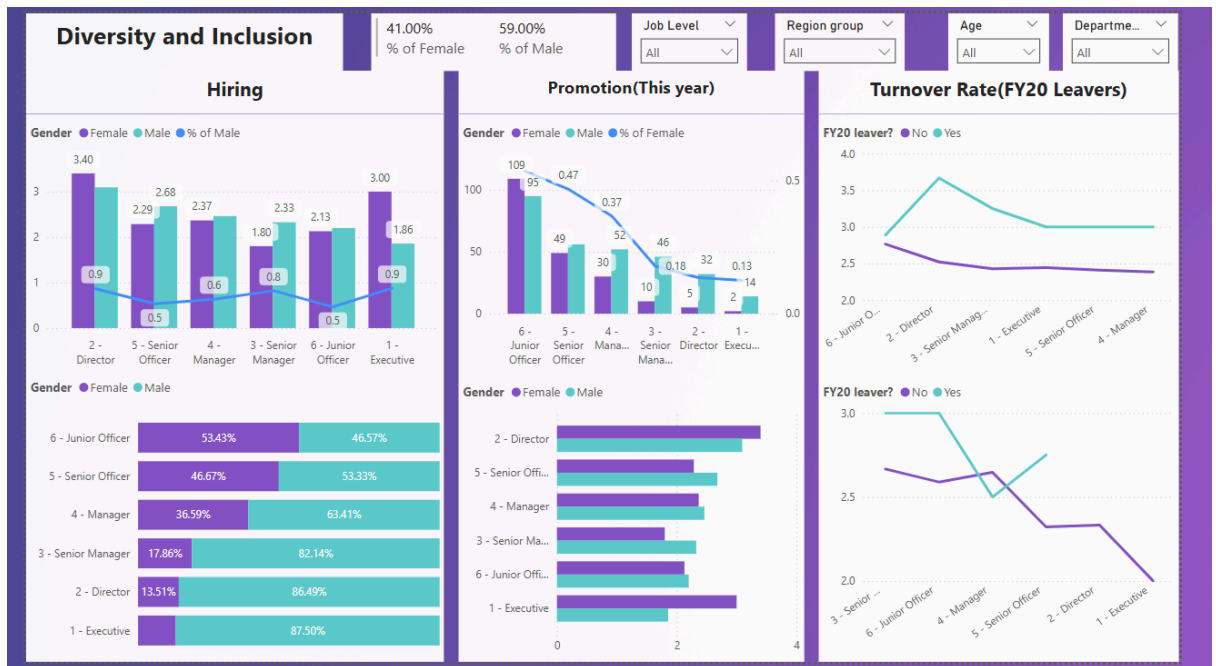 Diversity and Inclusion
41.00%
% of Female
59.00%
% of Male
Job Level
All
Region group
All
Age
All
Departme...
All
Hiring
Gender Female Male % of Male
3.40
2.29
2.68
2.37
1.80
2.33
2.13
3.00
1.86
0.9
0.5
0.6
0.8
0.5
0.9
3
2
1
0
2 -
Director
5 - Senior
Officer
4 -
Manager
3 - Senior
Manager
6 - Junior
Officer
1 -
Executive
Gender Female Male
6 - Junior Officer 53.43% 46.57%
5 - Senior Officer 46.67% 53.33%
4 - Manager 36.59% 63.41%
3 - Senior Manager 17.86% 82.14%
2 - Director 13.51% 86.49%
1 - Executive 87.50%
Promotion(This year)
Gender Female Male % of Female
109
95
0.47
49
0.37
52
30
46
10
0.18
32
5
0.13
14
2
100
50
0
0.5
0.0
6 -
Junior
Officer
5 -
Senior
Officer
4 -
Mana...
3 -
Senior
Mana...
2 -
Director
1 -
Execu...
Gender Female Male
2 - Director
5 - Senior Offi...
4 - Manager
3 - Senior Ma...
6 - Junior Offi...
1 - Executive
0 2 4
Turnover Rate(FY20 Leavers)
FY20 leaver? No Yes
4.0
3.5
3.0
2.5
2.0
6 - Junior O...
2 - Director
3 - Senior Manag...
1 - Executive
5 - Senior Officer
4 - Manager
FY20 leaver? No Yes
3.0
2.5
2.0
3 - Senior ...
6 - Junior Officer
4 - Manager
5 - Senior Officer
2 - Director
1 - Executive